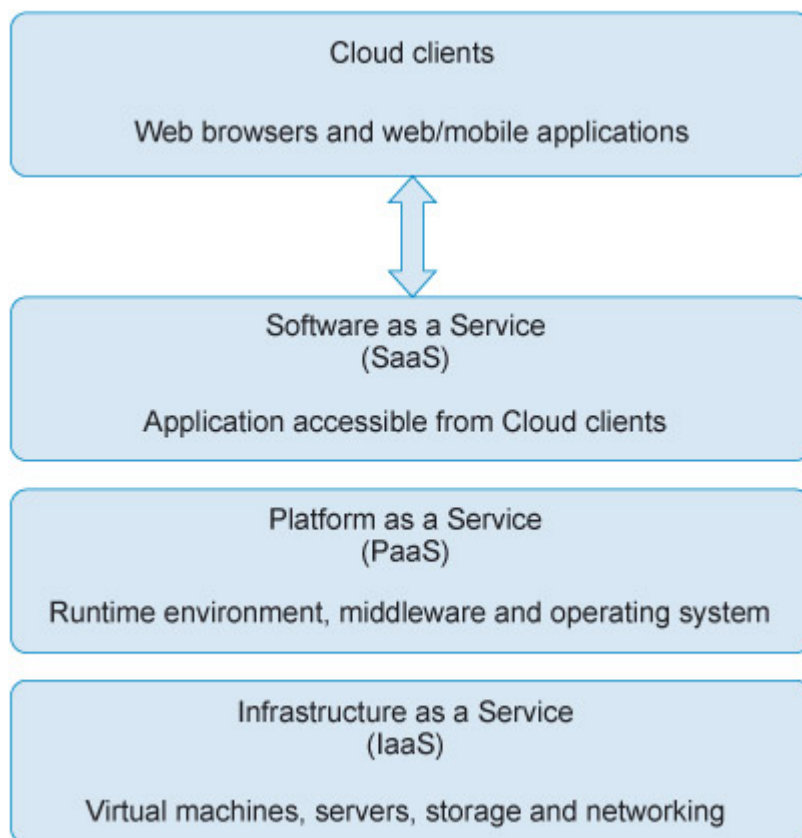 Cloud clients
Web browsers and web/mobile applications
Software as a Service
(SaaS)
Application accessible from Cloud clients
Platform as a Service
(PaaS)
Runtime environment, middleware and operating system
Infrastructure as a Service
(IaaS)
Virtual machines, servers, storage and networking